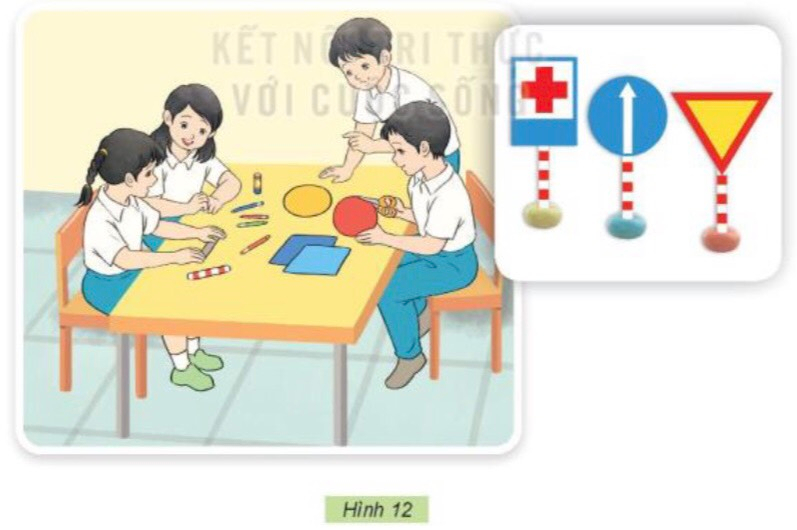 KẾT NỐI TRI THỨC
VỚI CUỘC SỐNG
Hình 12